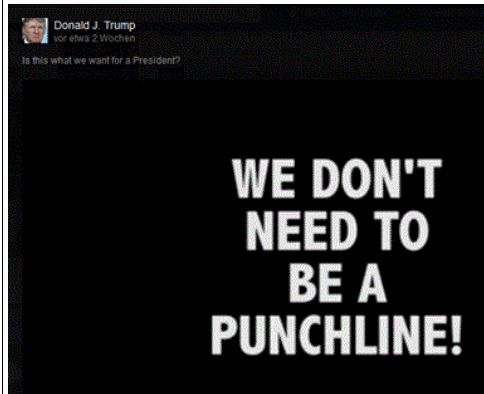 Donald J. Trump
vor etwa 2 Wochen
Is this what we want for a President?
WE DON'T
NEED TO
BE A
PUNCHLINE!